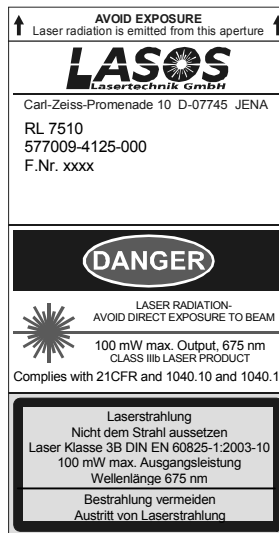 AVOID EXPOSURE
Laser radiation is emitted from this aperture
LASOS
Lasertechnik GmbH
Carl-Zeiss-Promenade 10 D-07745 JENA
RL 7510
577009-4125-000
F.Nr. xxxx
DANGER
LASER RADIATION-
AVOID DIRECT EXPOSURE TO BEAM
100 mW max. Output, 675 nm
CLASS IIIb LASER PRODUCT
Complies with 21CFR and 1040.10 and 1040.1
Laserstrahlung
Nicht dem Strahl aussetzen
Laser Klasse 3B DIN EN 60825-1:2003-10
100 mW max. Ausgangsleistung
Wellenlänge 675 nm
Bestrahlung vermeiden
Austritt von Laserstrahlung